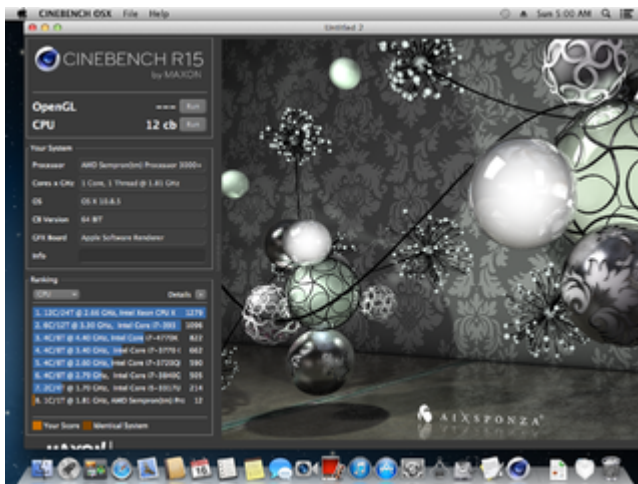 CINEBENCH OSX File Help Sun 5:00 AM
Untitled 2
CINEBENCH R15
by MAXON
OpenGL --- Run
CPU 12 cb Run
Your System
Processor AMD Sempron(tm) Processor 3000+
Cores x GHz 1 Core, 1 Thread @ 1.81 GHz
OS OS X 10.8.5
CB Version 64 BIT
GFX Board Apple Software Renderer
Info
Ranking
CPU Details
1. 12C/24T @ 2.66 GHz, Intel Xeon CPU X 1279
2. 6C/12T @ 3.30 GHz, Intel Core i7-393 1096
3. 4C/8T @ 4.40 GHz, Intel Core i7-4770K 822
4. 4C/8T @ 3.40 GHz, Intel Core i7-3770 662
5. 4C/8T @ 2.60 GHz, Intel Core i7-3720Q 590
6. 4C/8T @ 2.79 GHz, Intel Core i7-3840Q 505
7. 2C/4T @ 1.70 GHz, Intel Core i5-3317U 214
8. 1C/1T @ 1.81 GHz, AMD Sempron(tm) Pro 12
Your Score Identical System
MAXON
AIXSPONZA
16